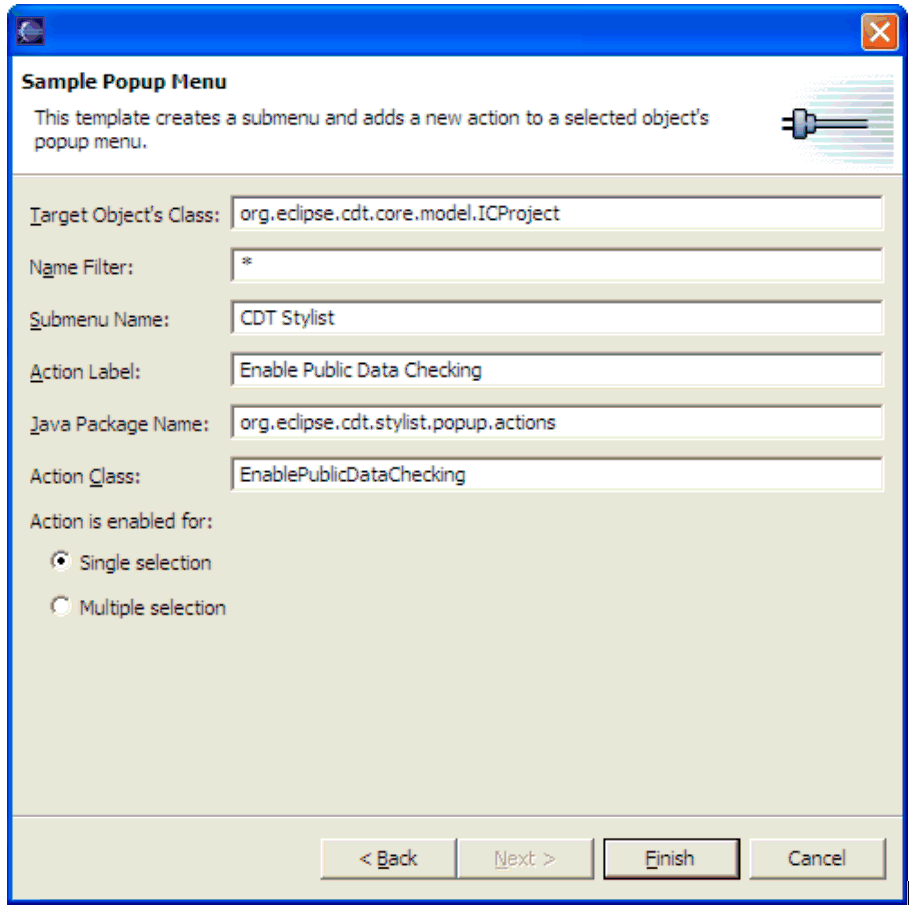 Sample Popup Menu
This template creates a submenu and adds a new action to a selected object's
popup menu.
Target Object's Class: org.eclipse.cdt.core.model.ICProject
Name Filter: *
Submenu Name: CDT Stylist
Action Label: Enable Public Data Checking
Java Package Name: org.eclipse.cdt.stylist.popup.actions
Action Class: EnablePublicDataChecking
Action is enabled for:
Single selection
Multiple selection
< Back Next > Finish Cancel